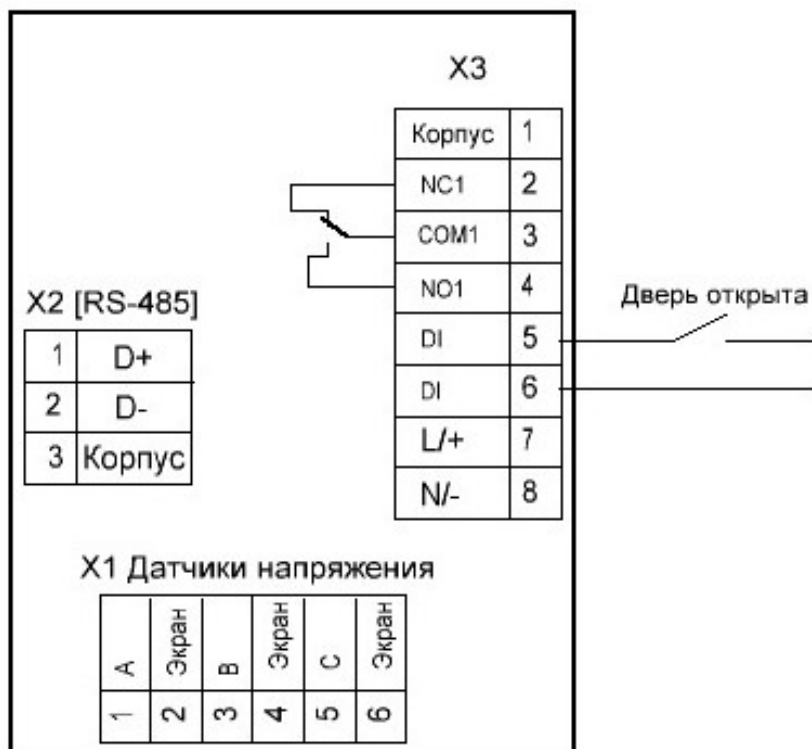 X3
Корпус 1
NC1 2
COM1 3
NO1 4
DI 5
DI 6
L/+ 7
N/- 8
Дверь открыта
X2 [RS-485]
1 D+
2 D-
3 Корпус
X1 Датчики напряжения
A Экран B Экран C Экран
1 2 3 4 5 6